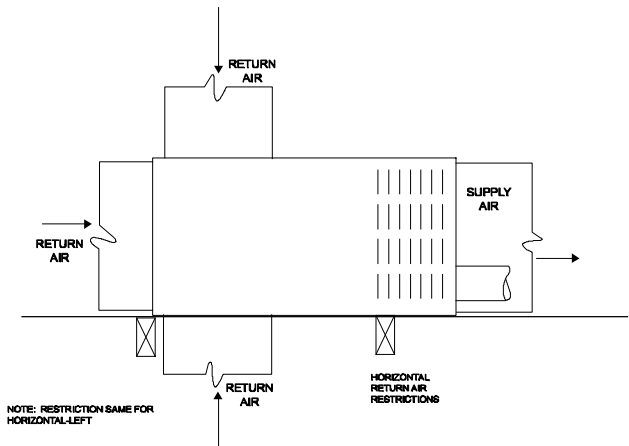 RETURN
AIR
SUPPLY
AIR
RETURN
AIR
RETURN
AIR
HORIZONTAL
RETURN AIR
RESTRICTIONS
NOTE: RESTRICTION SAME FOR
HORIZONTAL-LEFT